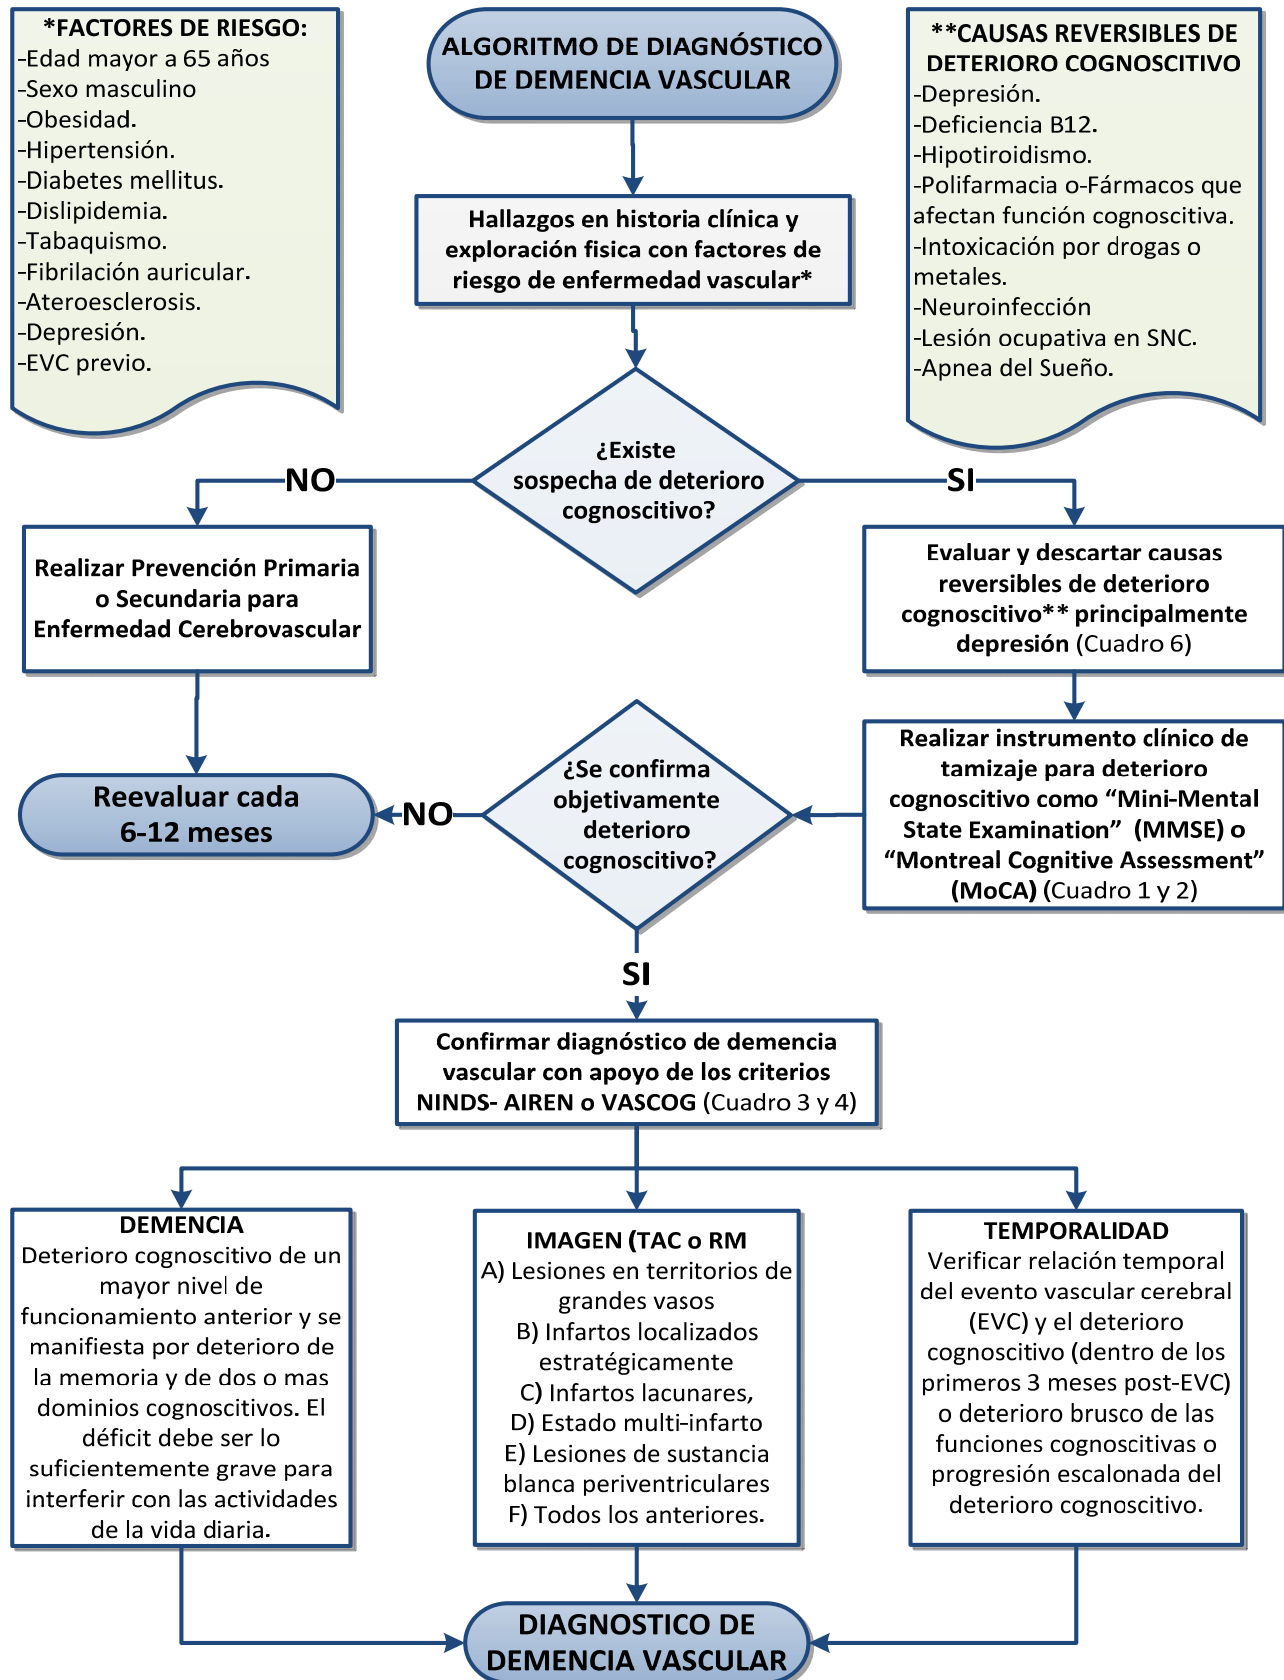 *FACTORES DE RIESGO:
-Edad mayor a 65 años
-Sexo masculino
-Obesidad.
-Hipertensión.
-Diabetes mellitus.
-Dislipidemia.
-Tabaquismo.
-Fibrilación auricular.
-Ateroesclerosis.
-Depresión.
-EVC previo.
ALGORITMO DE DIAGNÓSTICO
DE DEMENCIA VASCULAR
**CAUSAS REVERSIBLES DE
DETERIORO COGNOSCITIVO
-Depresión.
-Deficiencia B12.
-Hipotiroidismo.
-Polifarmacia o-Fármacos que
afectan función cognoscitiva.
-Intoxicación por drogas o
metales.
-Neuroinfección
-Lesión ocupativa en SNC.
-Apnea del Sueño.
Hallazgos en historia clínica y
exploración fisica con factores de
riesgo de enfermedad vascular*
¿Existe
sospecha de deterioro
cognoscitivo?
NO
SI
Realizar Prevención Primaria
o Secundaria para
Enfermedad Cerebrovascular
Evaluar y descartar causas
reversibles de deterioro
cognoscitivo** principalmente
depresión (Cuadro 6)
Realizar instrumento clínico de
tamizaje para deterioro
cognoscitivo como “Mini-Mental
State Examination” (MMSE) o
“Montreal Cognitive Assessment”
(MoCA) (Cuadro 1 y 2)
¿Se confirma
objetivamente
deterioro
cognoscitivo?
NO
Reevaluar cada
6-12 meses
SI
Confirmar diagnóstico de demencia
vascular con apoyo de los criterios
NINDS- AIREN o VASCOG (Cuadro 3 y 4)
DEMENCIA
Deterioro cognoscitivo de un
mayor nivel de
funcionamiento anterior y se
manifiesta por deterioro de
la memoria y de dos o mas
dominios cognoscitivos. El
déficit debe ser lo
suficientemente grave para
interferir con las actividades
de la vida diaria.
IMAGEN (TAC o RM
A) Lesiones en territorios de
grandes vasos
B) Infartos localizados
estratégicamente
C) Infartos lacunares,
D) Estado multi-infarto
E) Lesiones de sustancia
blanca periventriculares
F) Todos los anteriores.
TEMPORALIDAD
Verificar relación temporal
del evento vascular cerebral
(EVC) y el deterioro
cognoscitivo (dentro de los
primeros 3 meses post-EVC)
o deterioro brusco de las
funciones cognoscitivas o
progresión escalonada del
deterioro cognoscitivo.
DIAGNOSTICO DE
DEMENCIA VASCULAR